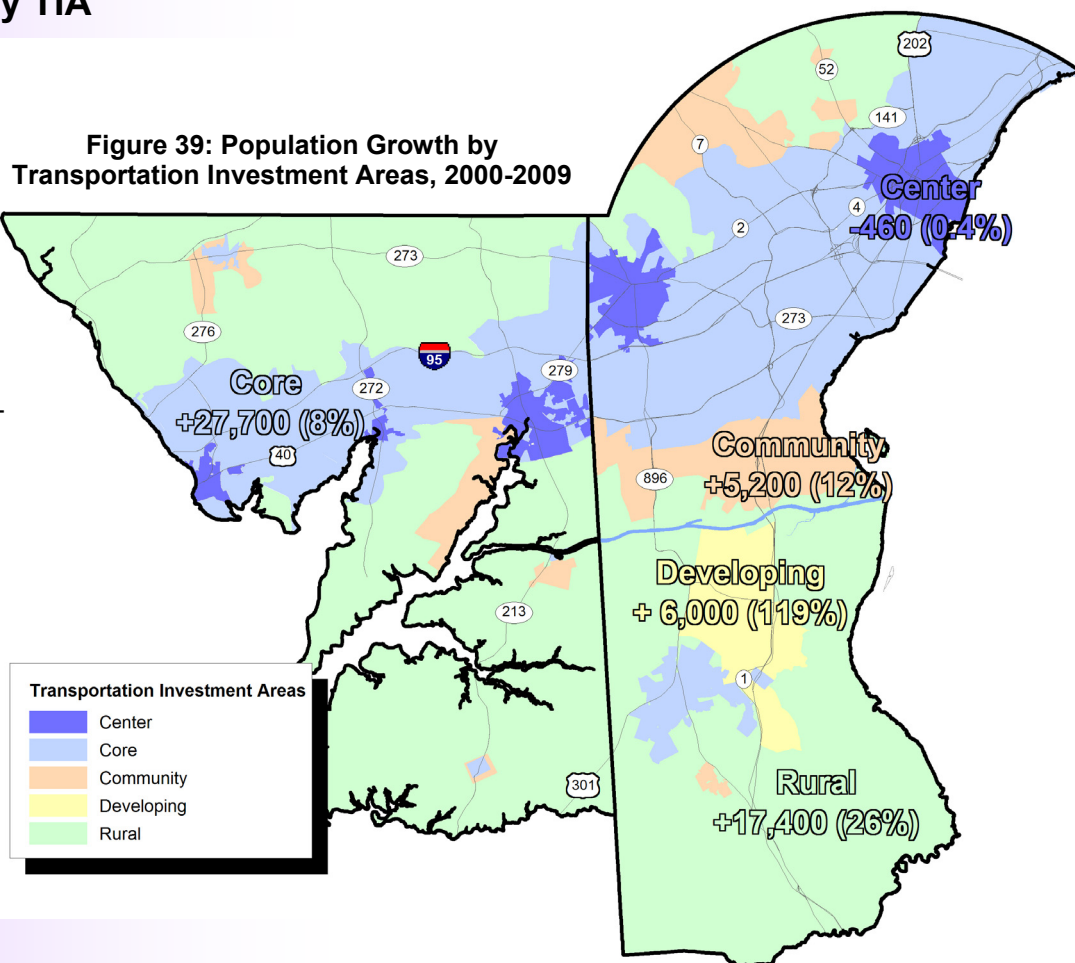 y TIA
Figure 39: Population Growth by
Transportation Investment Areas, 2000-2009
202
52
141
7
Center
-460 (0.4%)
4
2
273
273
276
95
279
272
Core
+27,700 (8%)
40
Community
+5,200 (12%)
896
Developing
+ 6,000 (119%)
213
1
Transportation Investment Areas
Center
Core
Community
Developing
Rural
301
Rural
+17,400 (26%)